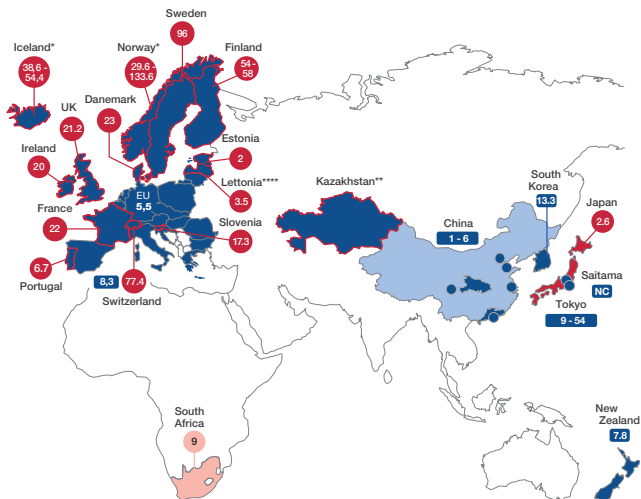 Sweden
96
Iceland*
38,6 -
54,4
Norway*
29.6 -
133.6
Finland
54-
58
UK
21.2
Danemark
23
Estonia
2
Ireland
20
Lettonia****
3.5
EU
5,5
France
22
Slovenia
17.3
6.7
Portugal
8,3
77.4
Switzerland
Kazakhstan**
China
1 - 6
South
Korea
13.3
Japan
2.6
Saitama
NC
Tokyo
9 - 54
South
Africa
9
New
Zealand
7.8